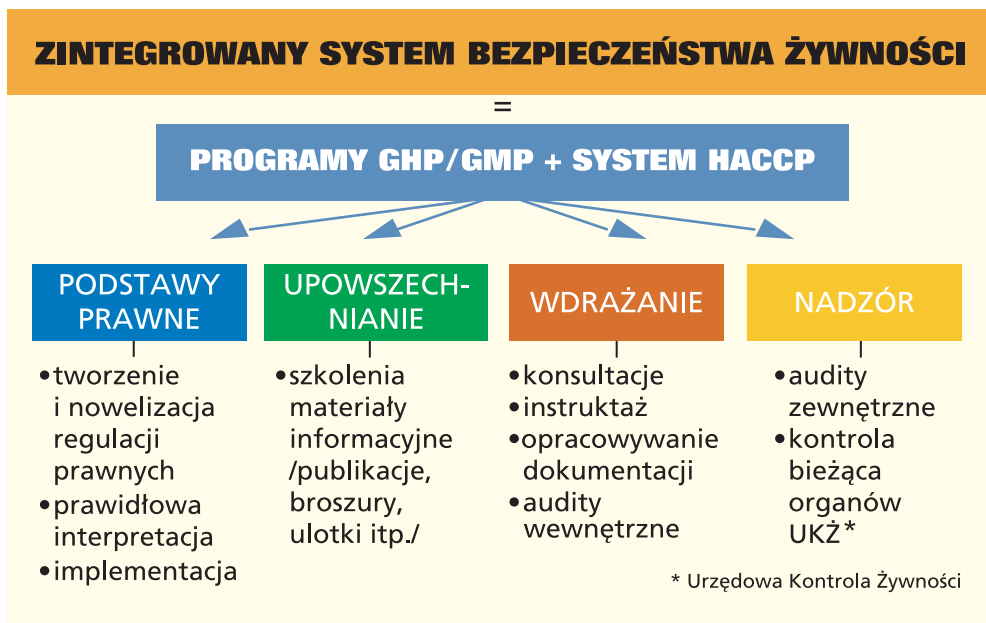 ZINTEGROWANY SYSTEM BEZPIECZEŃSTWA ŻYWNOŚCI
=
PROGRAMY GHP/GMP + SYSTEM HACCP
PODSTAWY
PRAWNE
•tworzenie
i nowelizacja
regulacji
prawnych
•prawidłowa
interpretacja
•implementacja
UPOWSZECH-
NIANIE
•szkolenia
materiały
informacyjne
/publikacje,
broszury,
ulotki itp./
WDRAŻANIE
•konsultacje
•instruktaż
•opracowywanie
dokumentacji
•audity
wewnętrzne
NADZÓR
•audity
zewnętrzne
•kontrola
bieżąca
organów
UKŻ*
* Urzędowa Kontrola Żywności